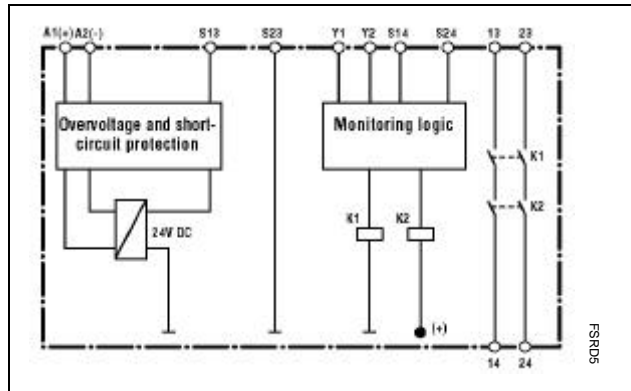 A1(+) A2(-) S13 S23 Y1 Y2 S14 S24 13 23
Overvoltage and short-
circuit protection
Monitoring logic
K1
K2
24V DC
K1 K2
(+)
14 24
FSRD5